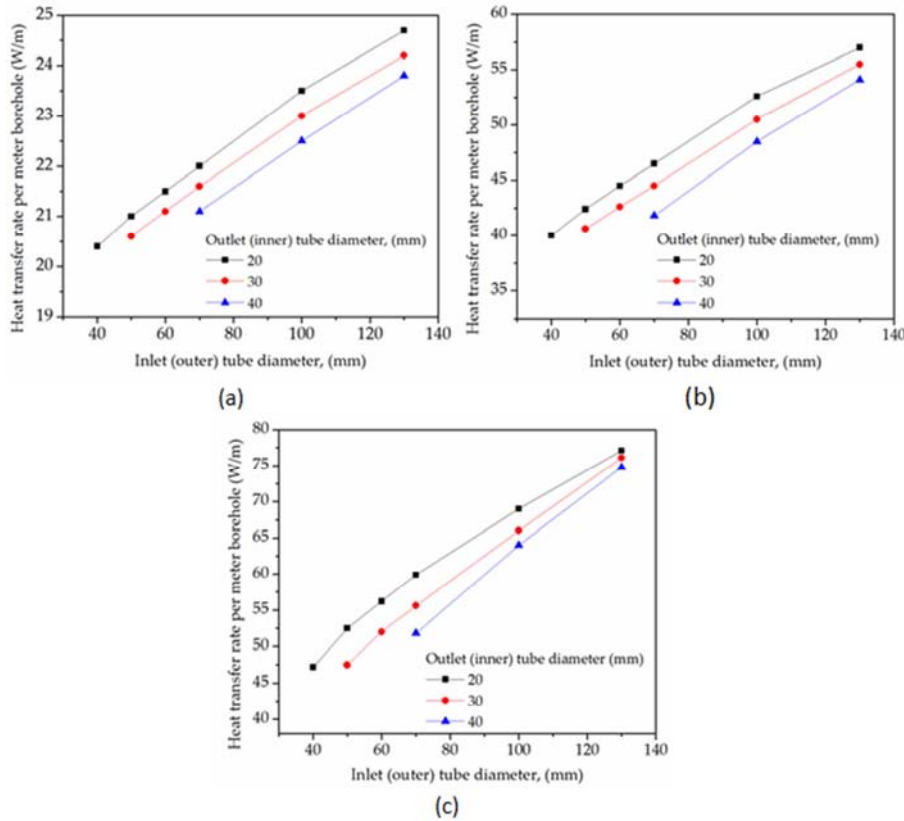 Heat transfer rate per meter borehole (W/m)
25
24
23
22
21
20
19
Outlet (inner) tube diameter, (mm)
20
30
40
40 60 80 100 120 140
Inlet (outer) tube diameter, (mm)
(a)
Heat transfer rate per meter borehole (W/m)
60
55
50
45
40
35
Outlet (inner) tube diameter, (mm)
20
30
40
40 60 80 100 120 140
Inlet (outer) tube diameter, (mm)
(b)
Heat transfer rate per meter borehole (W/m)
80
75
70
65
60
55
50
45
40
Outlet (inner) tube diameter (mm)
20
30
40
40 60 80 100 120 140
Inlet (outer) tube diameter, (mm)
(c)